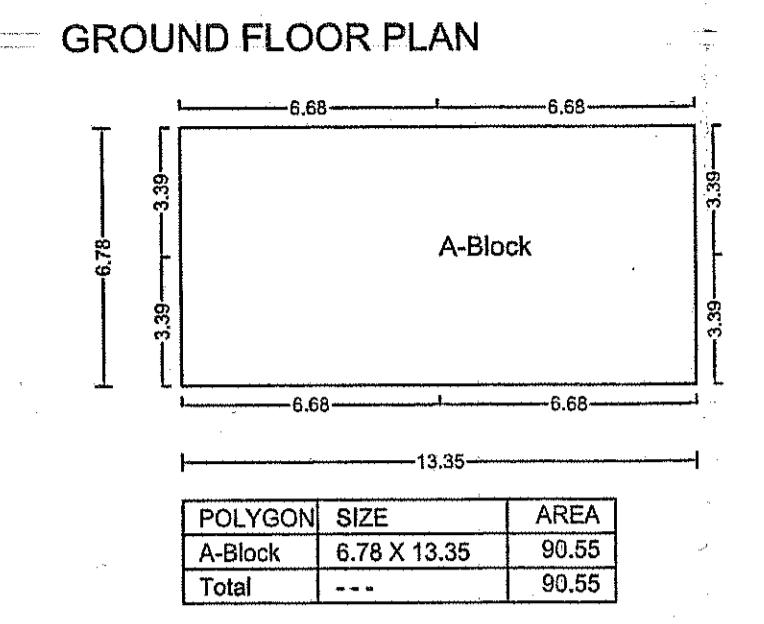 GROUND FLOOR PLAN
6.68 6.68
3.39 3.39
6.78
A-Block
3.39 3.39
6.68 6.68
13.35
POLYGON SIZE AREA
A-Block 6.78 X 13.35 90.55
Total --- 90.55